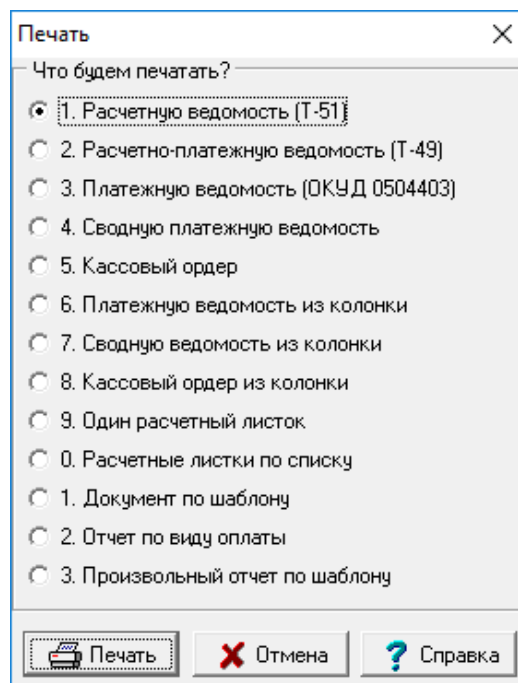 Печать
Что будем печатать?
1. Расчетную ведомость (Т-51)
2. Расчетно-платежную ведомость (Т-49)
3. Платежную ведомость (ОКУД 0504403)
4. Сводную платежную ведомость
5. Кассовый ордер
6. Платежную ведомость из колонки
7. Сводную ведомость из колонки
8. Кассовый ордер из колонки
9. Один расчетный листок
0. Расчетные листки по списку
1. Документ по шаблону
2. Отчет по виду оплаты
3. Произвольный отчет по шаблону
Печать Отмена Справка